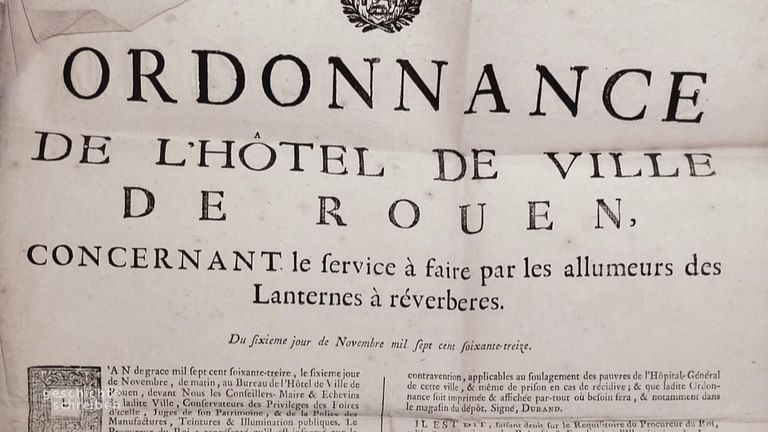 ORDONNANCE
DE L'HÔTEL DE VILLE
DE ROUEN,
CONCERNANT le ſervice à faire par les allumeurs des
Lanternes à réverberes.
Du ſixieme jour de Novembre mil ſept cent ſoixante-treize.
'AN de grace mil ſept cent ſoixante-treize, le ſixieme jour
de Novembre, de matin, au Bureau de l'Hôtel de Ville de
Rouen, devant Nous les Conſeillers-Maire & Echevins
de ladite Ville, Conſervateurs des Privileges des Foires
d'icelle, Juges de ſon Patrimoine, & de la Police des
Manufactures, Teintures & Illumination publiques. Le
contravention, applicables au ſoulagement des pauvres de l'Hôpital-Général
de cette ville, & même de priſon en cas de récidive; & que ladite Ordon-
nance ſoit imprimée & affichée par-tout où beſoin ſera, & notamment dans
le magaſin du dépôt. Signé, DURAND.
IL EST DIT, faiſant droit ſur le Requiſitoire du Procureur du Roi,
geschichte
schreiben